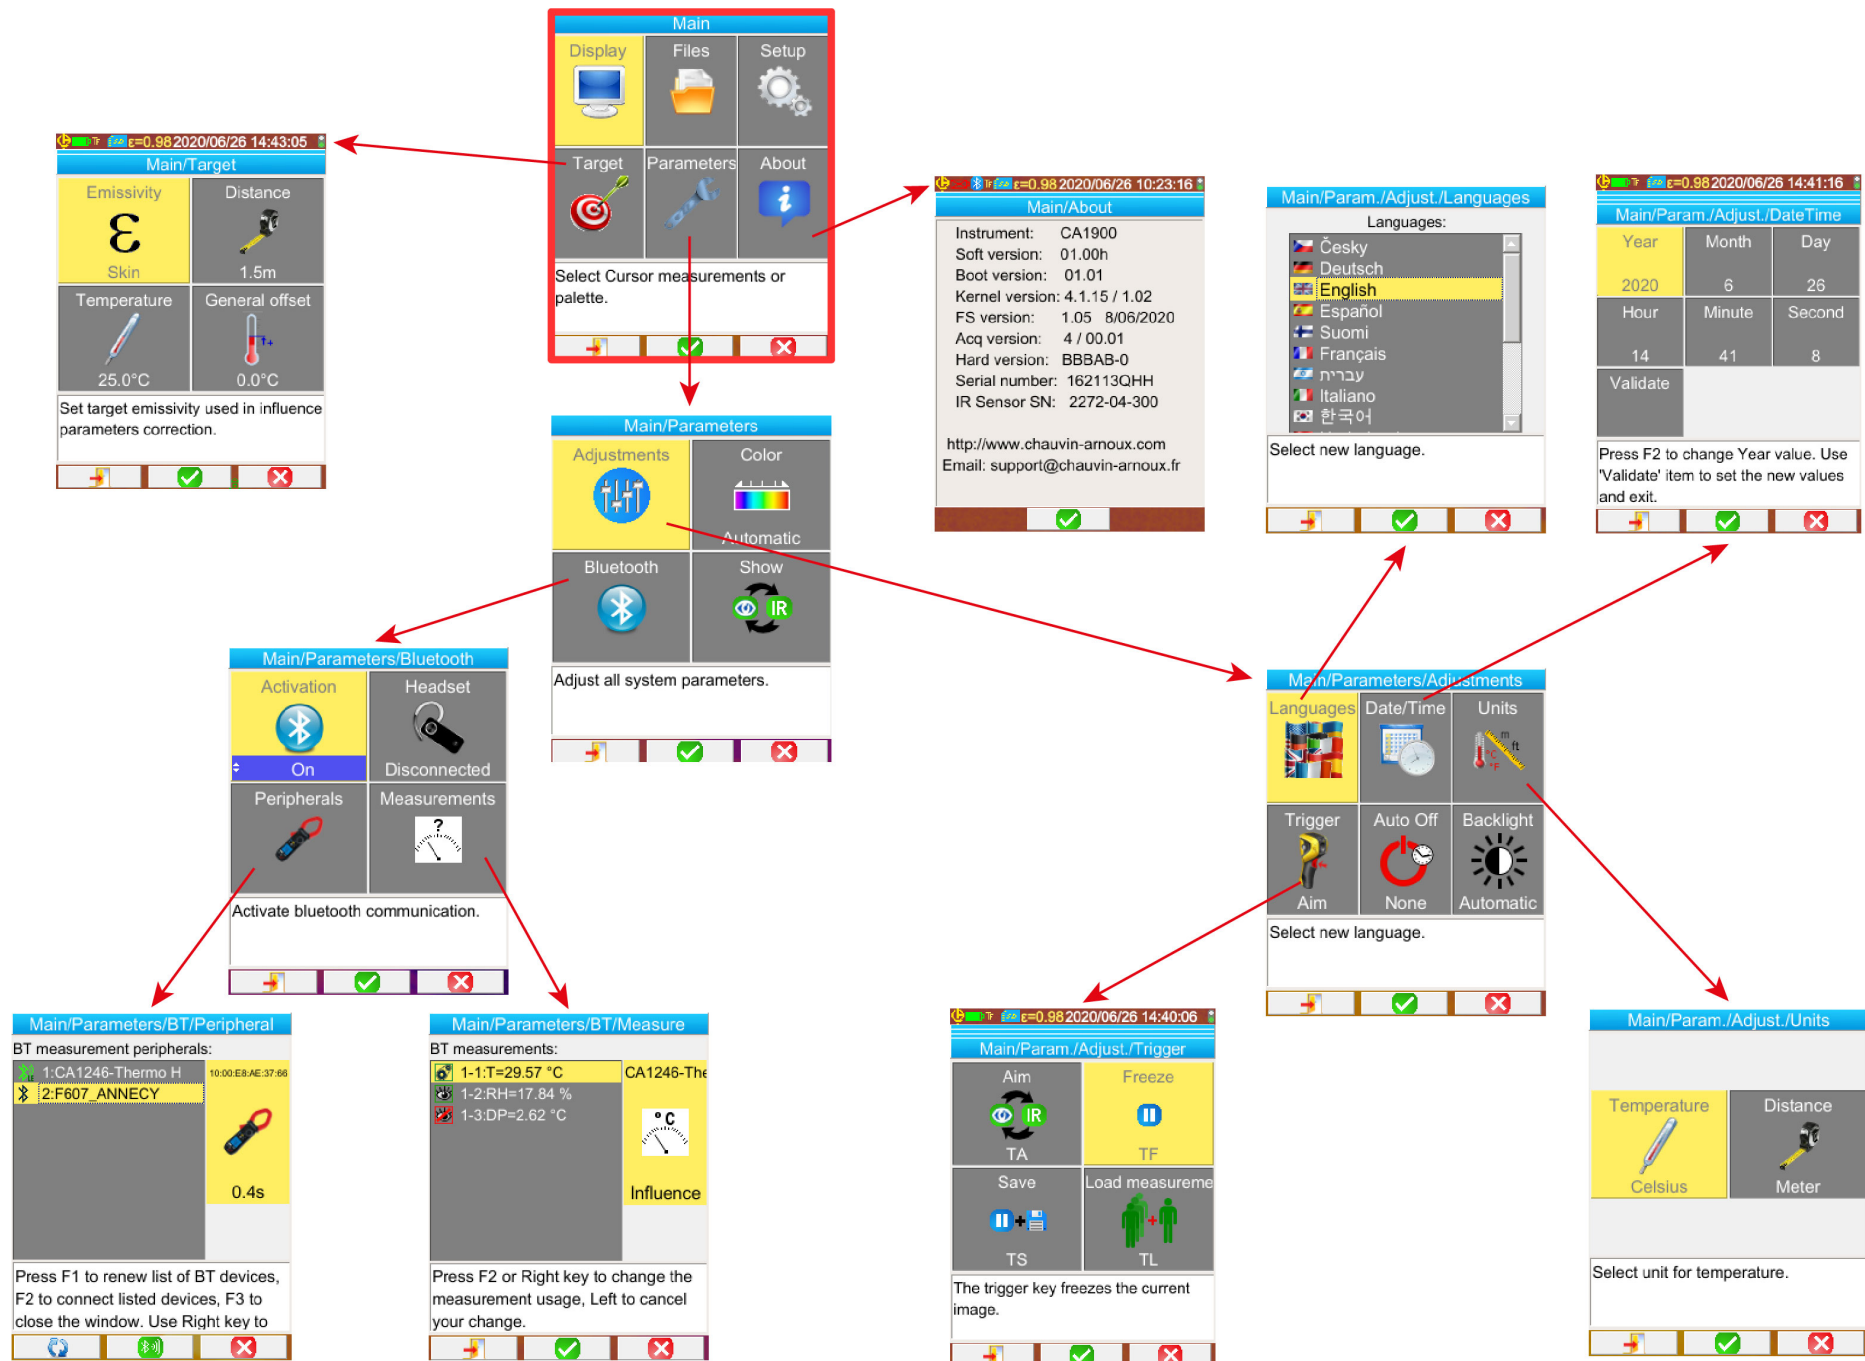 Main
Display
Files
Setup
Target
Parameters
About
Select Cursor measurements or
palette.
ε=0.98 2020/06/26 14:43:05
Main/Target
Emissivity
Distance
ε
Skin
1.5m
Temperature
General offset
25.0°C
0.0°C
Set target emissivity used in influence
parameters correction.
ε=0.98 2020/06/26 10:23:16
Main/About
Instrument: CA1900
Soft version: 01.00h
Boot version: 01.01
Kernel version: 4.1.15 / 1.02
FS version: 1.05 8/06/2020
Acq version: 4 / 00.01
Hard version: BBBAB-0
Serial number: 162113QHH
IR Sensor SN: 2272-04-300
http://www.chauvin-arnoux.com
Email: support@chauvin-arnoux.fr
Main/Param./Adjust./Languages
Languages:
Česky
Deutsch
English
Español
Suomi
Français
עברית
Italiano
한국어
Select new language.
TF ε=0.98 2020/06/26 14:41:16
Main/Param./Adjust./DateTime
Year
Month
Day
2020
6
26
Hour
Minute
Second
14
41
8
Validate
Press F2 to change Year value. Use
'Validate' item to set the new values
and exit.
Main/Parameters
Adjustments
Color
Automatic
Bluetooth
Show
IR
Adjust all system parameters.
Main/Parameters/Bluetooth
Activation
Headset
On
Disconnected
Peripherals
Measurements
?
Activate bluetooth communication.
Main/Parameters/Adjustments
Languages
Date/Time
Units
m
ft
°C
°F
Trigger
Auto Off
Backlight
Aim
None
Automatic
Select new language.
Main/Parameters/BT/Peripheral
BT measurement peripherals:
1:CA1246-Thermo H
10:00:E8:AE:37:66
2:F607_ANNECY
0.4s
Press F1 to renew list of BT devices,
F2 to connect listed devices, F3 to
close the window. Use Right key to
Main/Parameters/BT/Measure
BT measurements:
1-1:T=29.57 °C
CA1246-The
1-2:RH=17.84 %
1-3:DP=2.62 °C
°C
Influence
Press F2 or Right key to change the
measurement usage, Left to cancel
your change.
TF ε=0.98 2020/06/26 14:40:06
Main/Param./Adjust./Trigger
Aim
Freeze
IR
TA
TF
Save
Load measureme
TS
TL
The trigger key freezes the current
image.
Main/Param./Adjust./Units
Temperature
Distance
Celsius
Meter
Select unit for temperature.